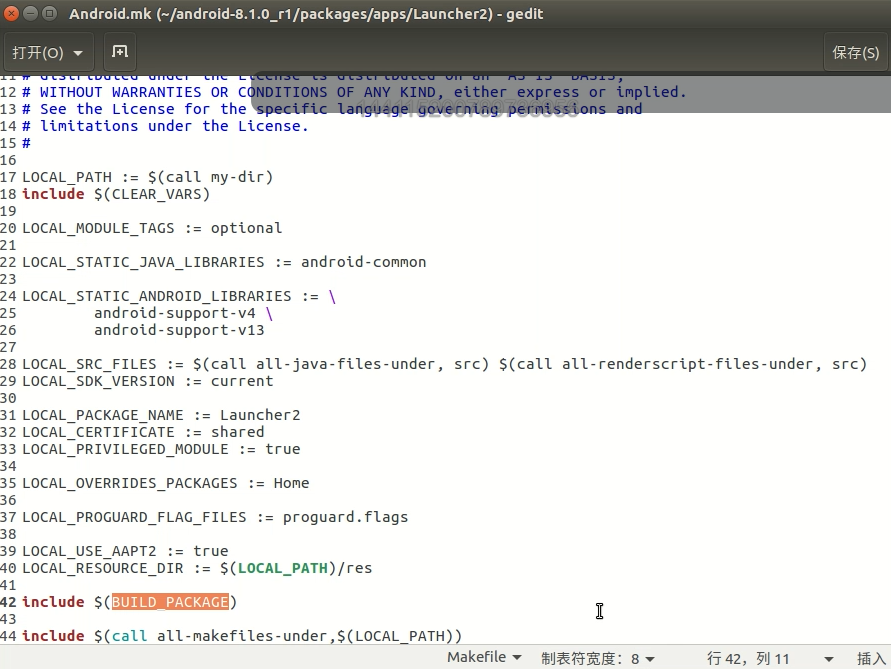 Android.mk (~/android-8.1.0_r1/packages/apps/Launcher2) - gedit
打开(O)
保存(S)
11 # distributed under the License is distributed on an "AS IS" BASIS,
12 # WITHOUT WARRANTIES OR CONDITIONS OF ANY KIND, either express or implied.
13 # See the License for the specific language governing permissions and
14 # limitations under the License.
15 #
16
17 LOCAL_PATH := $(call my-dir)
18 include $(CLEAR_VARS)
19
20 LOCAL_MODULE_TAGS := optional
21
22 LOCAL_STATIC_JAVA_LIBRARIES := android-common
23
24 LOCAL_STATIC_ANDROID_LIBRARIES := \
25         android-support-v4 \
26         android-support-v13
27
28 LOCAL_SRC_FILES := $(call all-java-files-under, src) $(call all-renderscript-files-under, src)
29 LOCAL_SDK_VERSION := current
30
31 LOCAL_PACKAGE_NAME := Launcher2
32 LOCAL_CERTIFICATE := shared
33 LOCAL_PRIVILEGED_MODULE := true
34
35 LOCAL_OVERRIDES_PACKAGES := Home
36
37 LOCAL_PROGUARD_FLAG_FILES := proguard.flags
38
39 LOCAL_USE_AAPT2 := true
40 LOCAL_RESOURCE_DIR := $(LOCAL_PATH)/res
41
42 include $(BUILD_PACKAGE)
43
44 include $(call all-makefiles-under,$(LOCAL_PATH))
Makefile 制表符宽度: 8 行 42, 列 11 插入